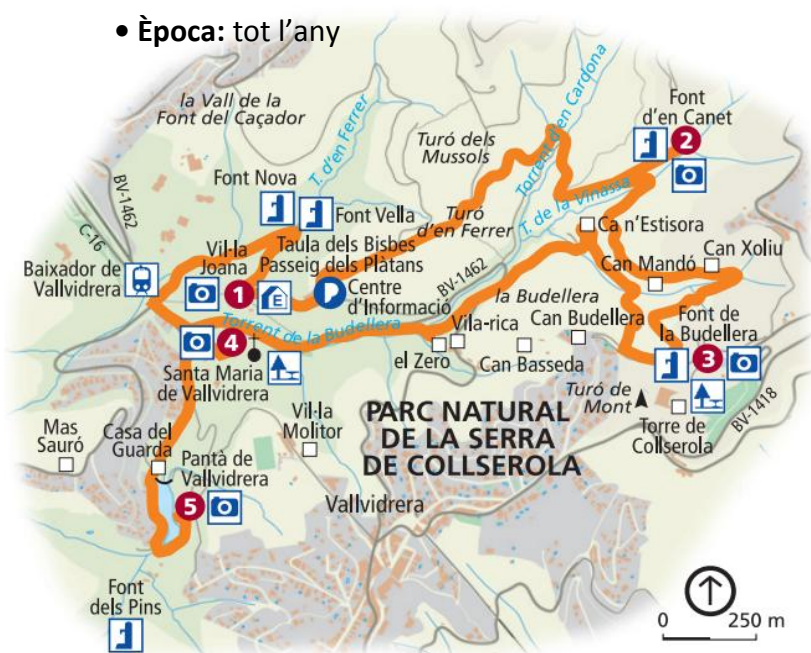 • Època: tot l'any
la Vall de la
Font del Caçador
T. d'en Ferrer
Turó dels
Mussols
Torrent d'en Cardona
Font
d'en Canet
2
BV-1462
C-16
Font Nova
Font Vella
Turó
d'en Ferrer
T. de la Vinassa
Ca n'Estisora
Baixador de
Vallvidrera
Vil·la
Joana
1
E
Taula dels Bisbes
Passeig dels Plàtans
Centre
d'Informació
BV-1462
Can Mandó
Can Xoliu
Torrent de la Budellera
la Budellera
Vila-rica
Can Budellera
Font de
la Budellera
3
4
Santa Maria
de Vallvidrera
el Zero
Can Basseda
Turó de
Mont
Torre de
Collserola
BV-1418
Mas
Sauró
Casa del
Guarda
Vil·la
Molitor
PARC NATURAL
DE LA SERRA
DE COLLSEROLA
Pantà de
Vallvidrera
5
Vallvidrera
Font
dels Pins
0 250 m